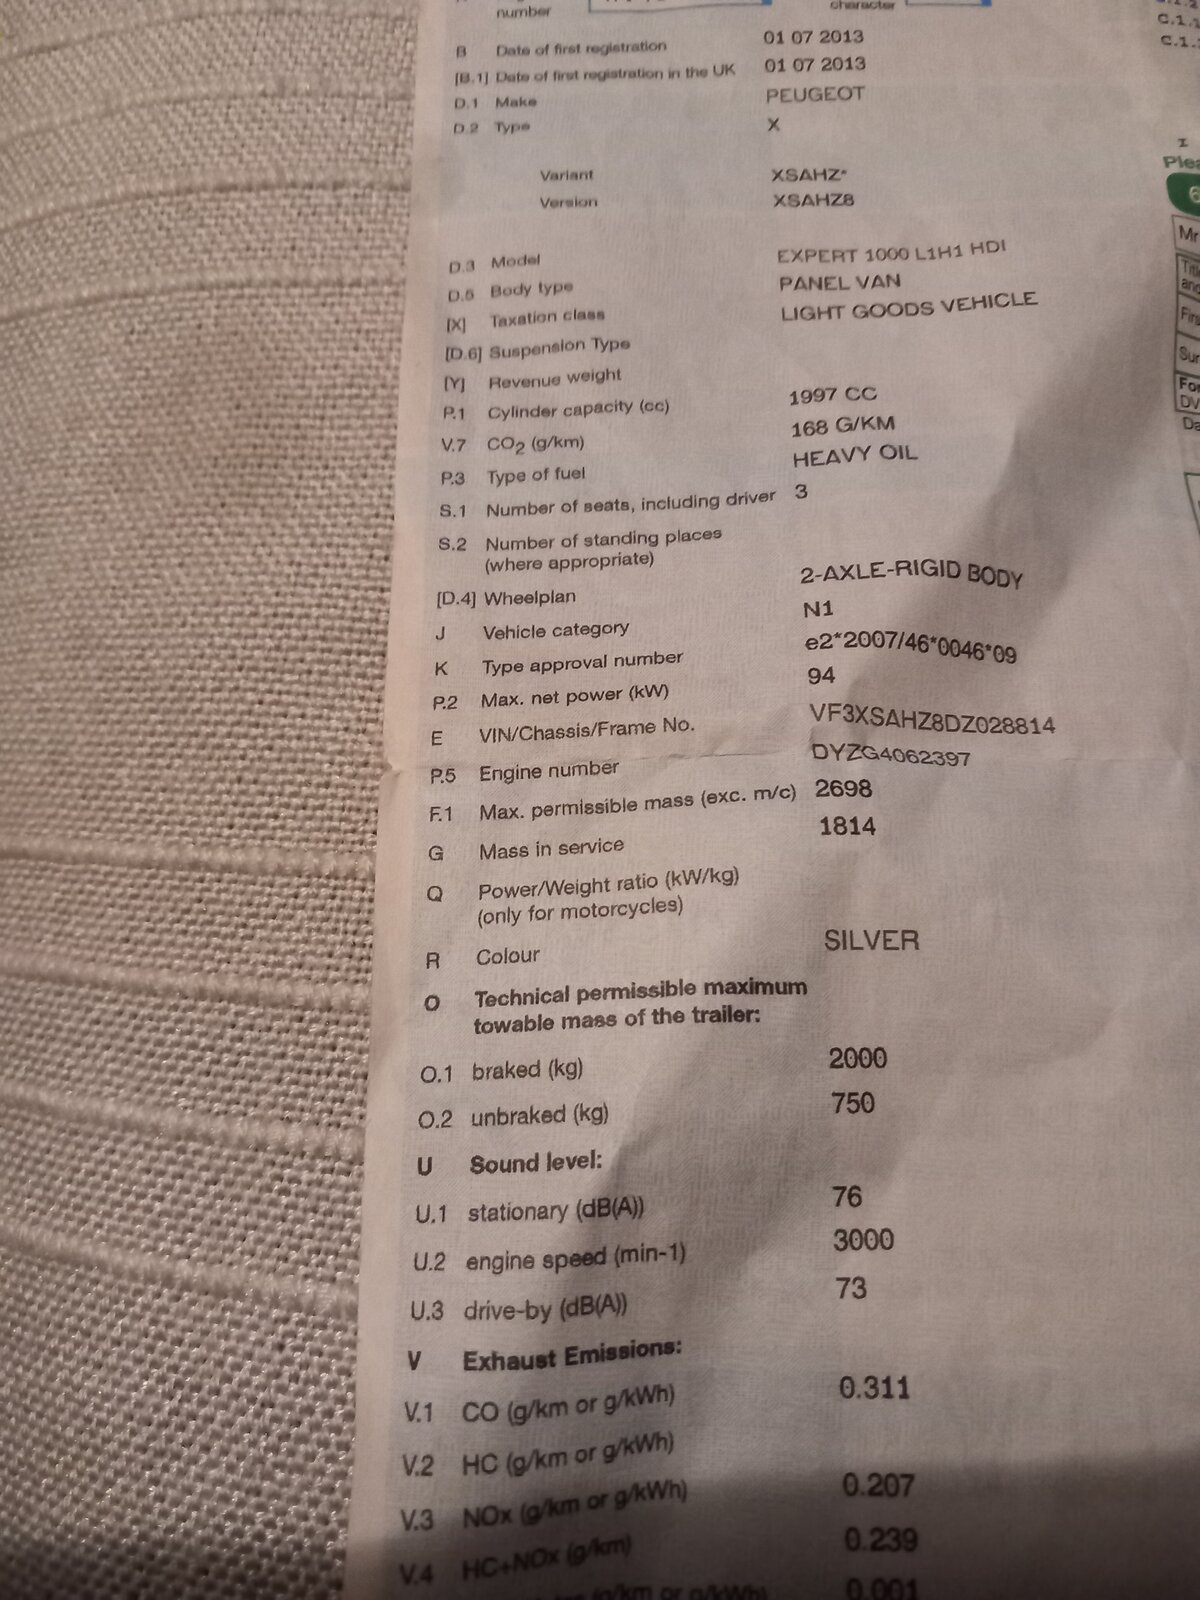 number
character
B Date of first registration 01 07 2013
[B.1] Date of first registration in the UK 01 07 2013
D.1 Make PEUGEOT
D.2 Type X
Variant XSAHZ*
Version XSAHZ8
D.3 Model EXPERT 1000 L1H1 HDI
D.5 Body type PANEL VAN
[X] Taxation class LIGHT GOODS VEHICLE
[D.6] Suspension Type
[Y] Revenue weight
P.1 Cylinder capacity (cc) 1997 CC
V.7 CO2 (g/km) 168 G/KM
P.3 Type of fuel HEAVY OIL
S.1 Number of seats, including driver 3
S.2 Number of standing places
(where appropriate)
[D.4] Wheelplan 2-AXLE-RIGID BODY
J Vehicle category N1
K Type approval number e2*2007/46*0046*09
P.2 Max. net power (kW) 94
E VIN/Chassis/Frame No. VF3XSAHZ8DZ028814
P.5 Engine number DYZG4062397
F.1 Max. permissible mass (exc. m/c) 2698
G Mass in service 1814
Q Power/Weight ratio (kW/kg)
(only for motorcycles)
R Colour SILVER
O Technical permissible maximum
towable mass of the trailer:
O.1 braked (kg) 2000
O.2 unbraked (kg) 750
U Sound level:
U.1 stationary (dB(A)) 76
U.2 engine speed (min-1) 3000
U.3 drive-by (dB(A)) 73
V Exhaust Emissions:
V.1 CO (g/km or g/kWh) 0.311
V.2 HC (g/km or g/kWh)
V.3 NOx (g/km or g/kWh) 0.207
V.4 HC+NOx (g/km) 0.239
(g/km or g/kWh) 0.001
6
Mr